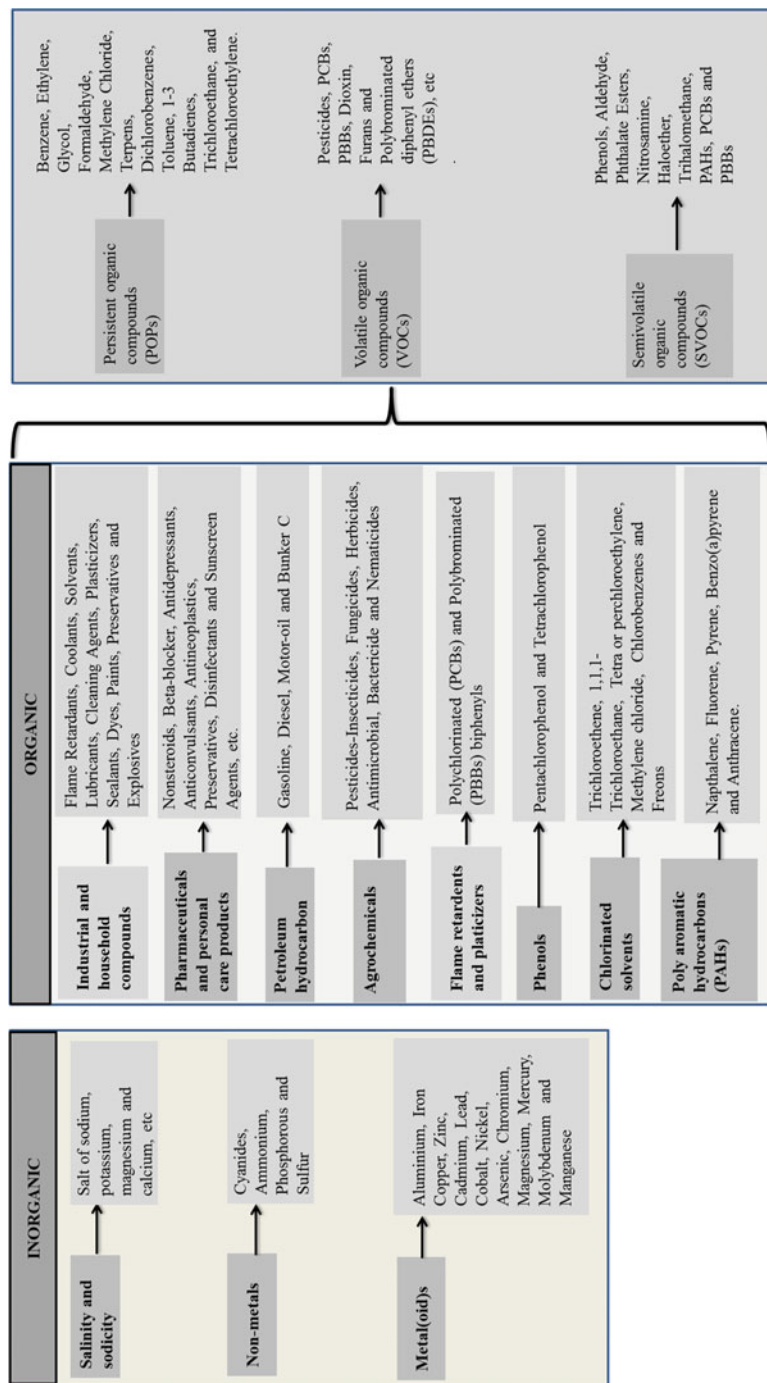 INORGANIC
Salinity and
sodicity
Salt of sodium,
potassium,
magnesium and
calcium, etc
Non-metals
Cyanides,
Ammonium,
Phosphorous and
Sulfur
Metal(oid)s
Aluminium, Iron
Copper, Zinc,
Cadmium, Lead,
Cobalt, Nickel,
Arsenic, Chromium,
Magnesium, Mercury,
Molybdenum and
Manganese
ORGANIC
Industrial and
household
compounds
Flame Retardants, Coolants, Solvents,
Lubricants, Cleaning Agents, Plasticizers,
Sealants, Dyes, Paints, Preservatives and
Explosives
Pharmaceuticals
and personal
care products
Nonsteroids, Beta-blocker, Antidepressants,
Anticonvulsants, Antineoplastics,
Preservatives, Disinfectants and Sunscreen
Agents, etc.
Petroleum
hydrocarbon
Gasoline, Diesel, Motor-oil and Bunker C
Agrochemicals
Pesticides-Insecticides, Fungicides, Herbicides,
Antimicrobial, Bactericide and Nematicides
Flame retardents
and platicizers
Polychlorinated (PCBs) and Polybrominated
(PBBs) biphenyls
Phenols
Pentachlorophenol and Tetrachlorophenol
Chlorinated
solvents
Trichloroethene, 1,1,1-
Trichloroethane, Tetra or perchloroethylene,
Methylene chloride, Chlorobenzenes and
Freons
Poly aromatic
hydrocarbons
(PAHs)
Napthalene, Fluorene, Pyrene, Benzo(a)pyrene
and Anthracene.
Persistent organic
compounds
(POPs)
Benzene, Ethylene,
Glycol,
Formaldehyde,
Methylene Chloride,
Terpens,
Dichlorobenzenes,
Toluene, 1-3
Butadienes,
Trichloroethane, and
Tetrachloroethylene.
Volatile organic
compounds
(VOCs)
Pesticides, PCBs,
PBBs, Dioxin,
Furans and
Polybrominated
diphenyl ethers
(PBDEs), etc
.
Semivolatile
organic
compounds
(SVOCs)
Phenols, Aldehyde,
Phthalate Esters,
Nitrosamine,
Haloether,
Trihalomethane,
PAHs, PCBs and
PBBs